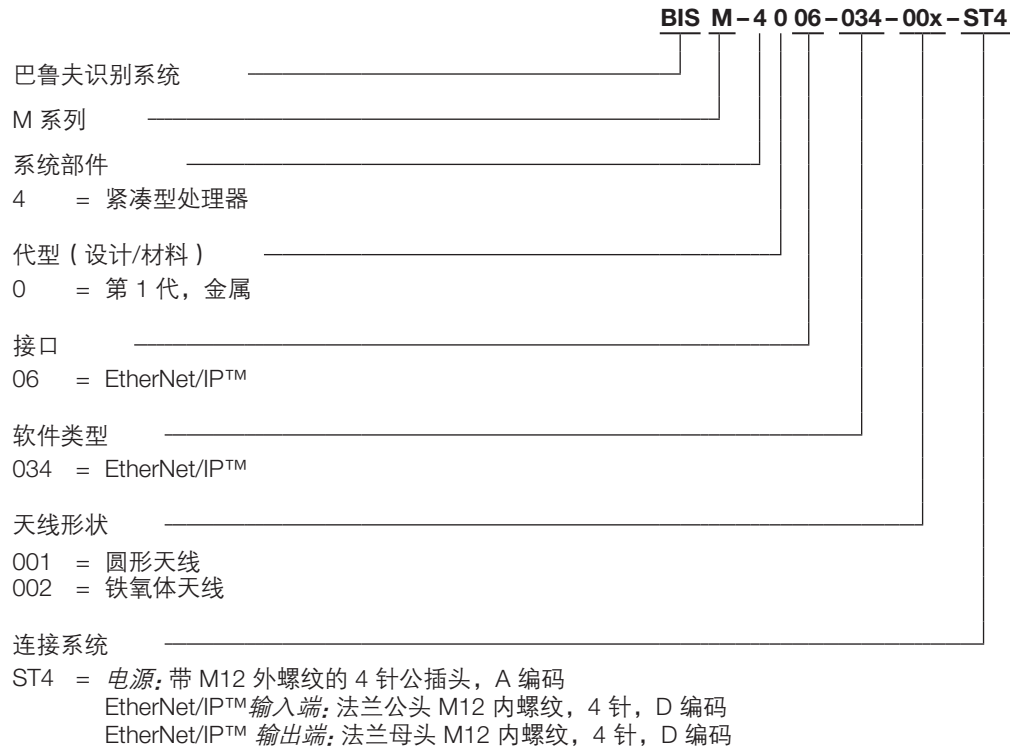 BIS M – 4 0 06 – 034 – 00x – ST4
巴鲁夫识别系统
M 系列
系统部件
4 = 紧凑型处理器
代型（设计/材料）
0 = 第 1 代，金属
接口
06 = EtherNet/IP™
软件类型
034 = EtherNet/IP™
天线形状
001 = 圆形天线
002 = 铁氧体天线
连接系统
ST4 = 电源: 带 M12 外螺纹的 4 针公插头，A 编码
EtherNet/IP™输入端: 法兰公头 M12 内螺纹，4 针，D 编码
EtherNet/IP™ 输出端: 法兰母头 M12 内螺纹，4 针，D 编码